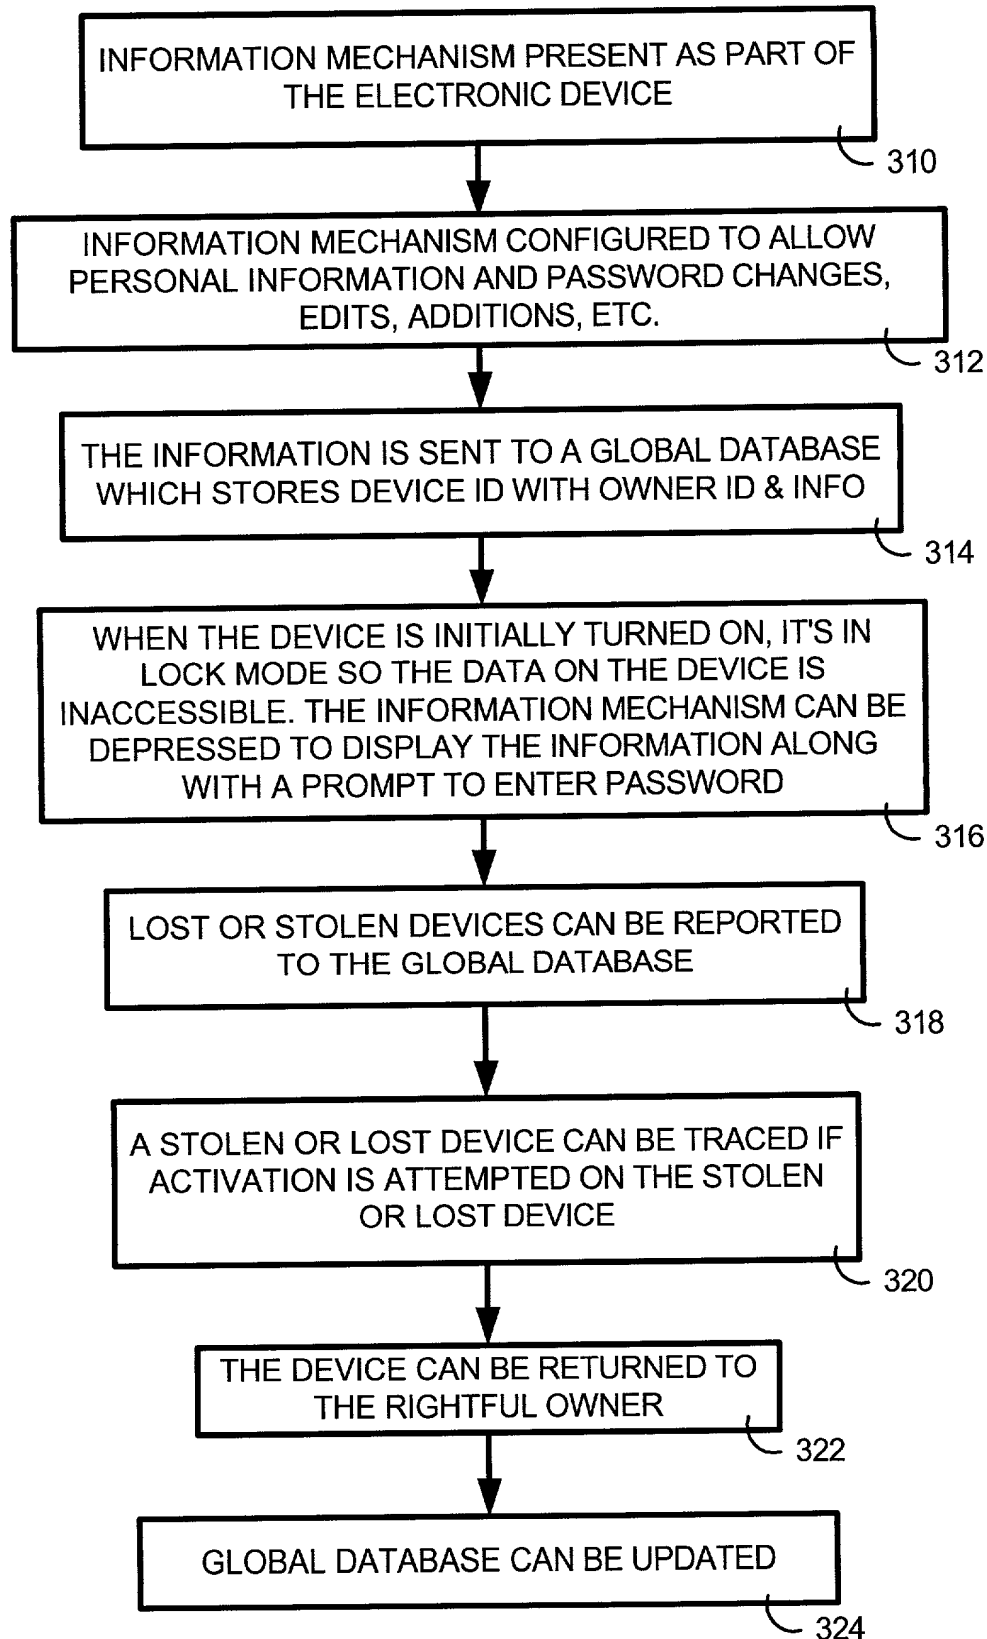 INFORMATION MECHANISM PRESENT AS PART OF
THE ELECTRONIC DEVICE
310
INFORMATION MECHANISM CONFIGURED TO ALLOW
PERSONAL INFORMATION AND PASSWORD CHANGES,
EDITS, ADDITIONS, ETC.
312
THE INFORMATION IS SENT TO A GLOBAL DATABASE
WHICH STORES DEVICE ID WITH OWNER ID & INFO
314
WHEN THE DEVICE IS INITIALLY TURNED ON, IT'S IN
LOCK MODE SO THE DATA ON THE DEVICE IS
INACCESSIBLE. THE INFORMATION MECHANISM CAN BE
DEPRESSED TO DISPLAY THE INFORMATION ALONG
WITH A PROMPT TO ENTER PASSWORD
316
LOST OR STOLEN DEVICES CAN BE REPORTED
TO THE GLOBAL DATABASE
318
A STOLEN OR LOST DEVICE CAN BE TRACED IF
ACTIVATION IS ATTEMPTED ON THE STOLEN
OR LOST DEVICE
320
THE DEVICE CAN BE RETURNED TO
THE RIGHTFUL OWNER
322
GLOBAL DATABASE CAN BE UPDATED
324